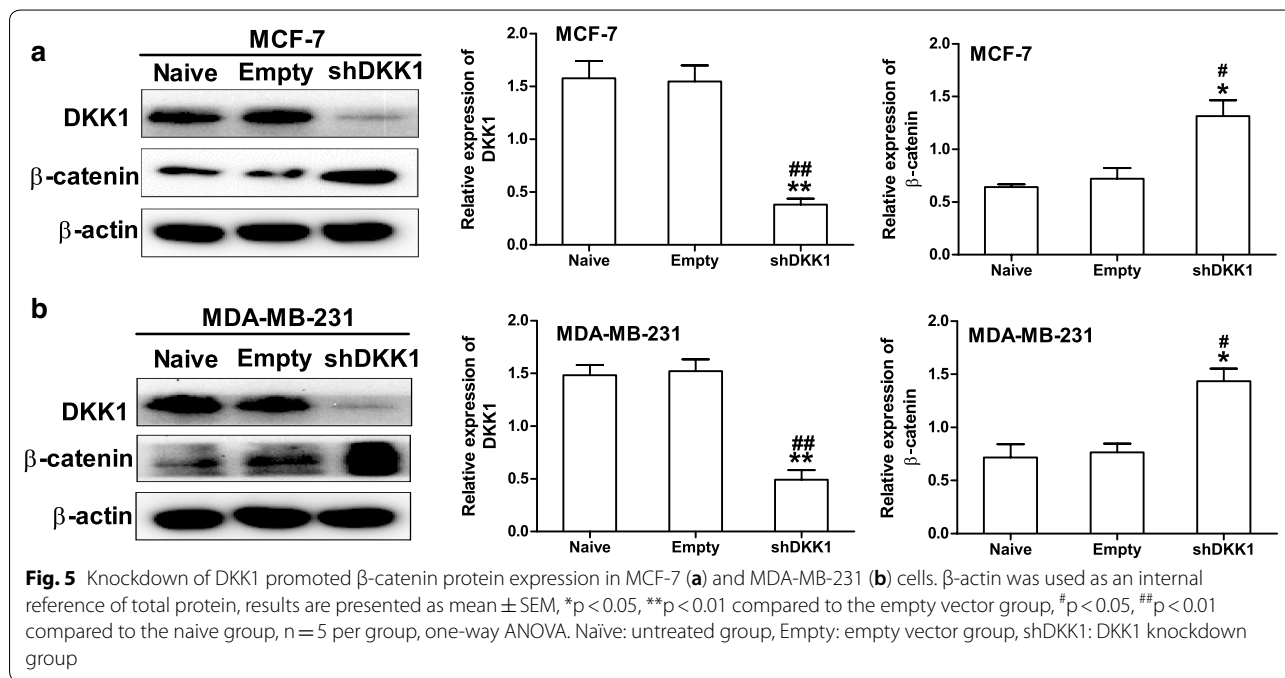 a
MCF-7
Naive Empty shDKK1
DKK1
β-catenin
β-actin
MCF-7
Relative expression of
DKK1
2.0
1.5
1.0
0.5
0.0
##
**
Naive Empty shDKK1
MCF-7
Relative expression of
β-catenin
2.0
1.5
1.0
0.5
0.0
#
*
Naive Empty shDKK1
b
MDA-MB-231
Naive Empty shDKK1
DKK1
β-catenin
β-actin
MDA-MB-231
Relative expression of
DKK1
2.0
1.5
1.0
0.5
0.0
##
**
Naive Empty shDKK1
MDA-MB-231
Relative expression of
β-catenin
2.0
1.5
1.0
0.5
0.0
#
*
Naive Empty shDKK1
Fig. 5 Knockdown of DKK1 promoted β-catenin protein expression in MCF-7 (a) and MDA-MB-231 (b) cells. β-actin was used as an internal
reference of total protein, results are presented as mean ± SEM, *p < 0.05, **p < 0.01 compared to the empty vector group, #p < 0.05, ##p < 0.01
compared to the naive group, n = 5 per group, one-way ANOVA. Naïve: untreated group, Empty: empty vector group, shDKK1: DKK1 knockdown
group